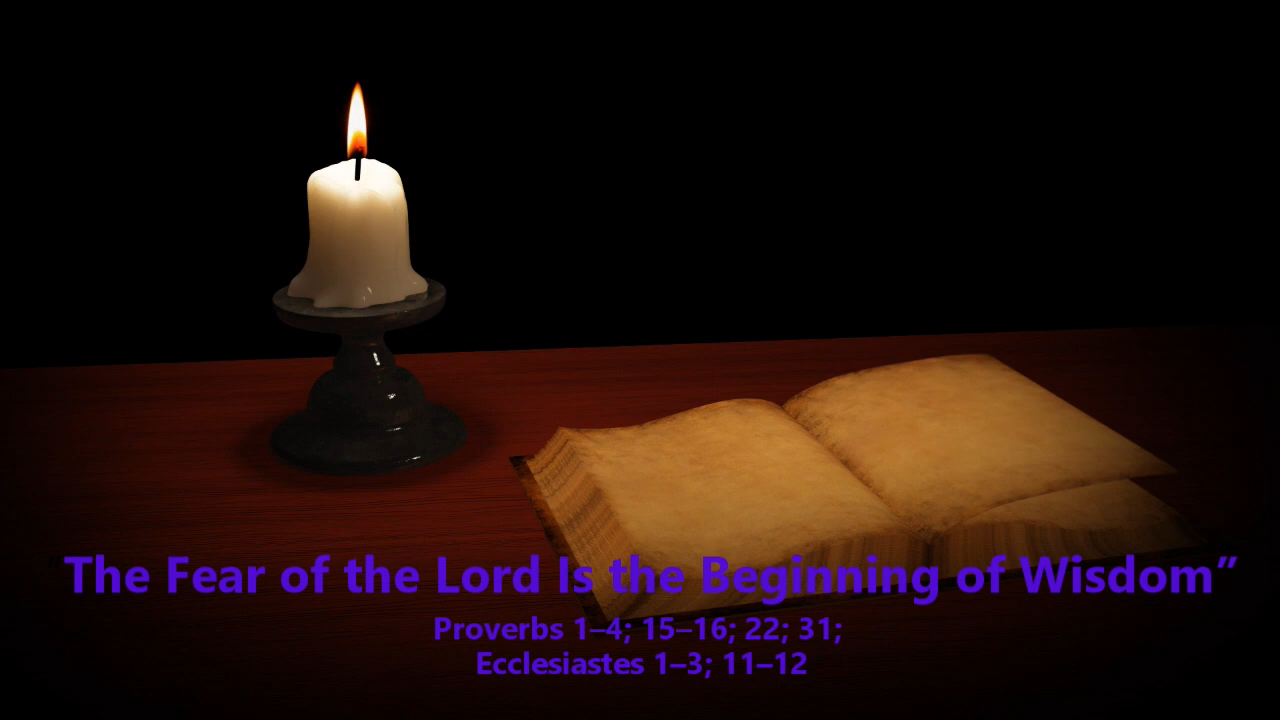 "The Fear of the Lord Is the Beginning of Wisdom”
Proverbs 1–4; 15–16; 22; 31;
Ecclesiastes 1–3; 11–12